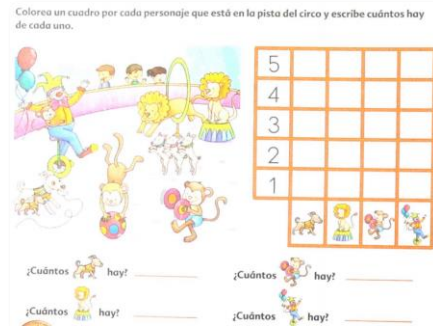 Colorea un cuadro por cada personaje que está en la pista del circo y escribe cuántos hay
de cada uno.
5
4
3
2
1
¿Cuántos hay? ¿Cuántos hay?
¿Cuántos hay? ¿Cuántos hay?